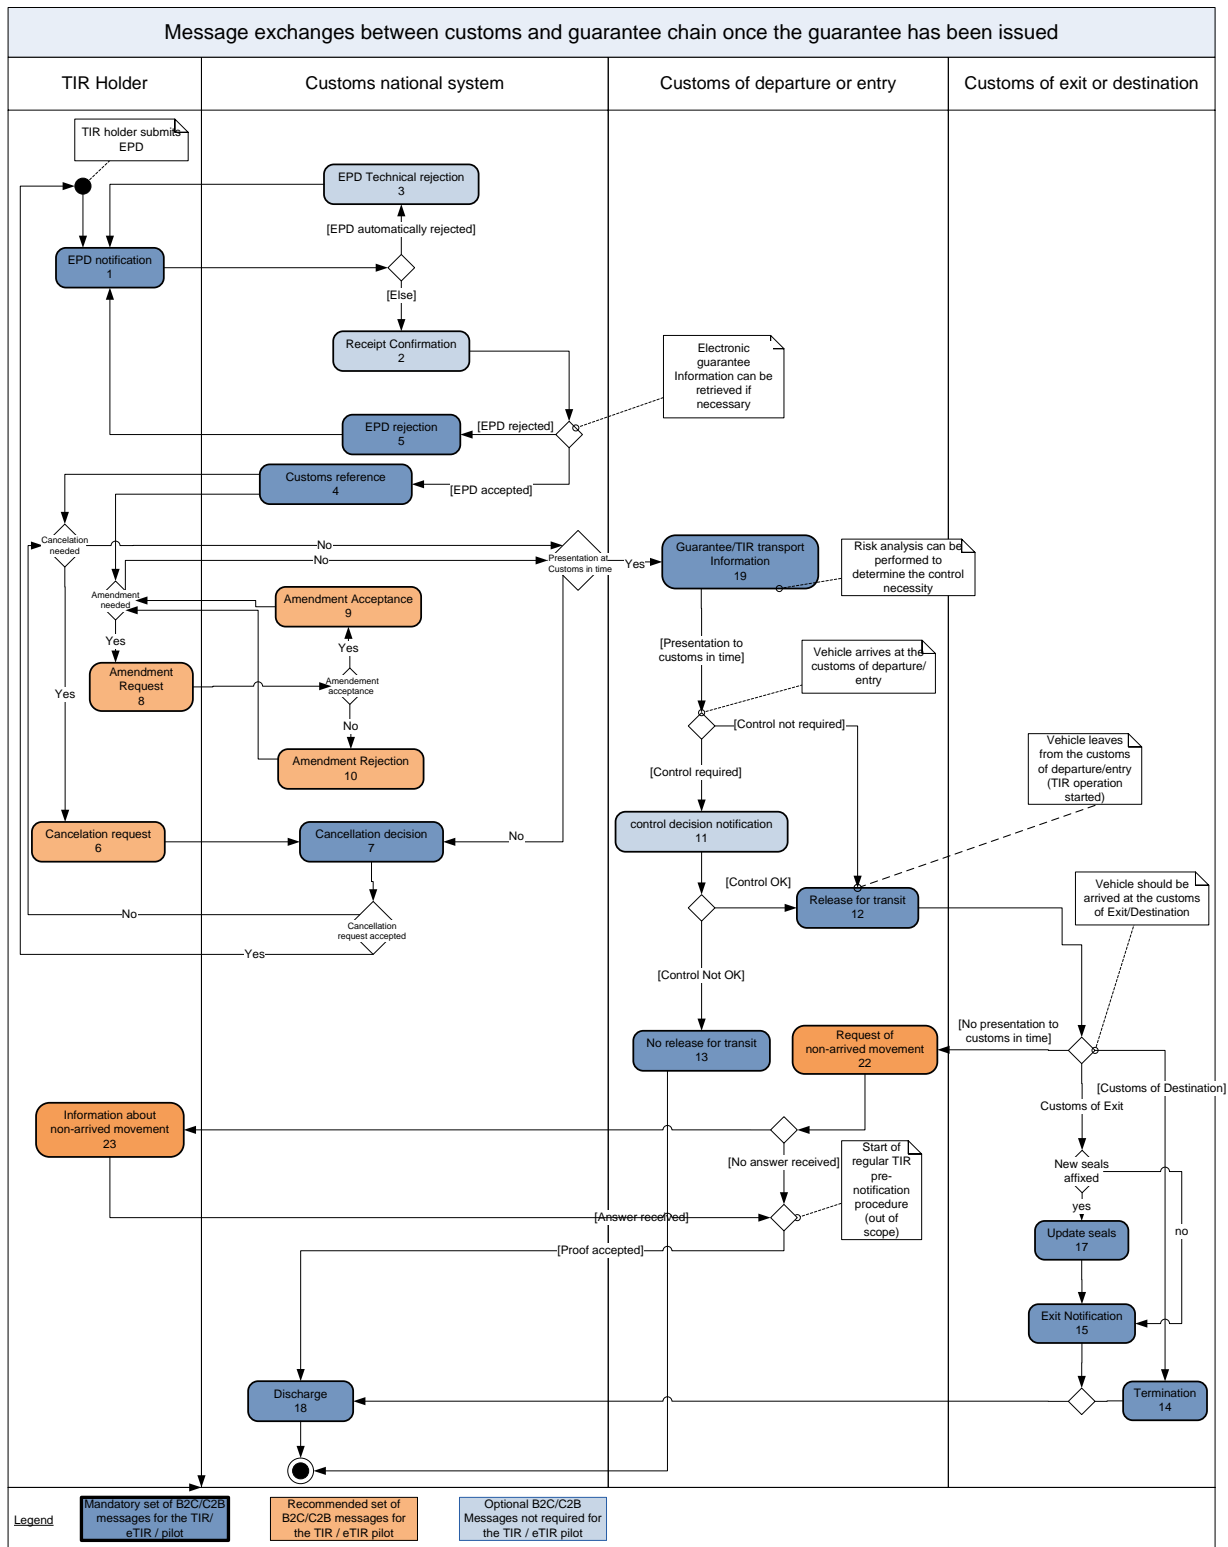 Message exchanges between customs and guarantee chain once the guarantee has been issued
TIR Holder
Customs national system
Customs of departure or entry
Customs of exit or destination
TIR holder submits
EPD
EPD Technical rejection
3
[EPD automatically rejected]
EPD notification
1
[Else]
Receipt Confirmation
2
Electronic
guarantee
Information can be
retrieved if
necessary
EPD rejection
5
[EPD rejected]
Customs reference
4
[EPD accepted]
Cancelation
needed
No
No
Presentation at
Customs in time
Yes
Guarantee/TIR transport
Information
19
Risk analysis can be
performed to
determine the control
necessity
Amendment
needed
Amendment Acceptance
9
Yes
Yes
Amendment
Request
8
Amendement
acceptance
Yes
No
Amendment Rejection
10
[Presentation to
customs in time]
Vehicle arrives at the
customs of departure/
entry
[Control not required]
[Control required]
Vehicle leaves
from the customs
of departure/entry
(TIR operation
started)
Cancelation request
6
Cancellation decision
7
No
control decision notification
11
[Control OK]
Release for transit
12
Vehicle should be
arrived at the customs
of Exit/Destination
No
Cancellation
request accepted
Yes
[Control Not OK]
No release for transit
13
Request of
non-arrived movement
22
[No presentation to
customs in time]
[Customs of Destination]
Customs of Exit
Information about
non-arrived movement
23
[No answer received]
Start of
regular TIR
pre-
notification
procedure
(out of
scope)
New seals
affixed
yes
no
[Answer received]
[Proof accepted]
Update seals
17
Exit Notification
15
Discharge
18
Termination
14
Legend
Mandatory set of B2C/C2B
messages for the TIR/
eTIR / pilot
Recommended set of
B2C/C2B messages for
the TIR / eTIR pilot
Optional B2C/C2B
Messages not required for
the TIR / eTIR pilot